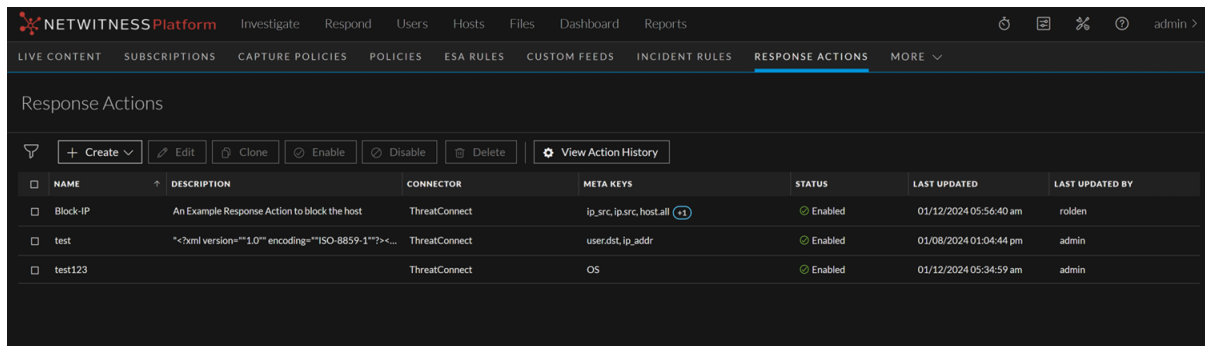 NETWITNESS Platform Investigate Respond Users Hosts Files Dashboard Reports admin >
LIVE CONTENT SUBSCRIPTIONS CAPTURE POLICIES POLICIES ESA RULES CUSTOM FEEDS INCIDENT RULES RESPONSE ACTIONS MORE
Response Actions
+ Create Edit Clone Enable Disable Delete View Action History
NAME ↑ DESCRIPTION CONNECTOR META KEYS STATUS LAST UPDATED LAST UPDATED BY
Block-IP An Example Response Action to block the host ThreatConnect ip_src, ip.src, host.all +1 Enabled 01/12/2024 05:56:40 am rolden
test "<?xml version=""1.0"" encoding=""ISO-8859-1""?><... ThreatConnect user.dst, ip_addr Enabled 01/08/2024 01:04:44 pm admin
test123 ThreatConnect OS Enabled 01/12/2024 05:34:59 am admin